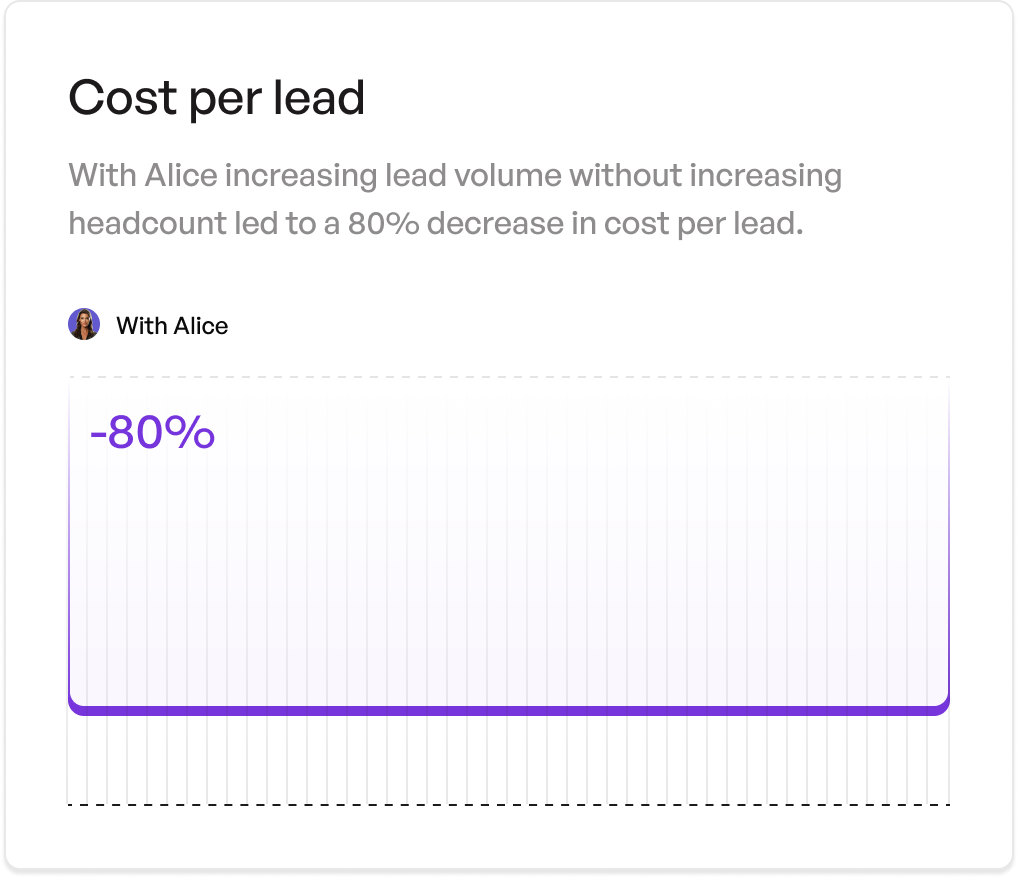 Cost per lead
With Alice increasing lead volume without increasing
headcount led to a 80% decrease in cost per lead.
With Alice
-80%